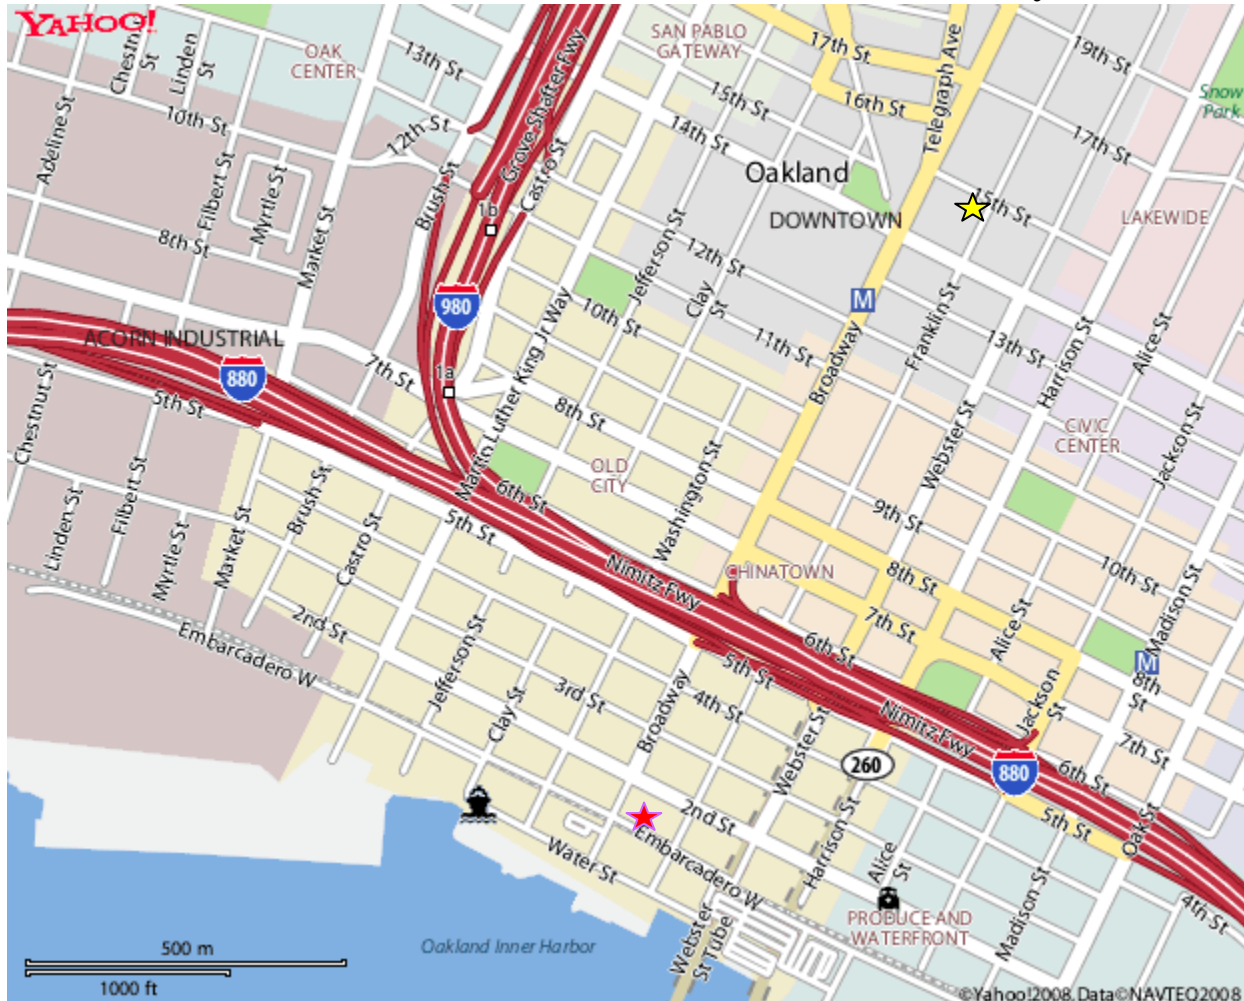 YAHOO!
Chestn
St
Linden
St
OAK
CENTER
13th St
Grove Shafter Fwy
SAN PABLO
GATEWAY
17th St
Telegraph Ave
19th St
Snow
Park
Adeline St
10th St
12th St
15th St
16th St
14th St
17th St
Filbert St
Myrtle St
Market St
Brush St
Castro St
1b
Oakland
DOWNTOWN
15th St
LAKEWIDE
8th St
Jefferson St
12th St
Clay
St
M
980
10th St
11th St
Franklin St
13th St
Harrison St
Alice St
ACORN INDUSTRIAL
880
7th St
1a
Martin Luther King Jr Way
Broadway
Chestnut St
5th St
8th St
Webster St
CIVIC
CENTER
Jackson St
OLD
CITY
Linden St
Filbert St
Myrtle St
Market St
Brush St
Castro St
5th St
6th St
Washington St
9th St
Nimitz Fwy
CHINATOWN
8th St
10th St
Madison St
7th St
Alice St
2nd St
Embarcadero W
Jefferson St
6th St
5th St
M
8th
St
Clay St
3rd St
Broadway
4th St
Webster St
Nimitz Fwy
Jackson
St
7th St
260
880
6th St
2nd St
Harrison St
5th St
Oak St
Water St
Embarcadero W
Alice
St
Madison St
4th St
PRODUCE AND
WATERFRONT
Webster
St Tube
Oakland Inner Harbor
500 m
1000 ft
©Yahoo!2008, Data©NAVTEQ2008